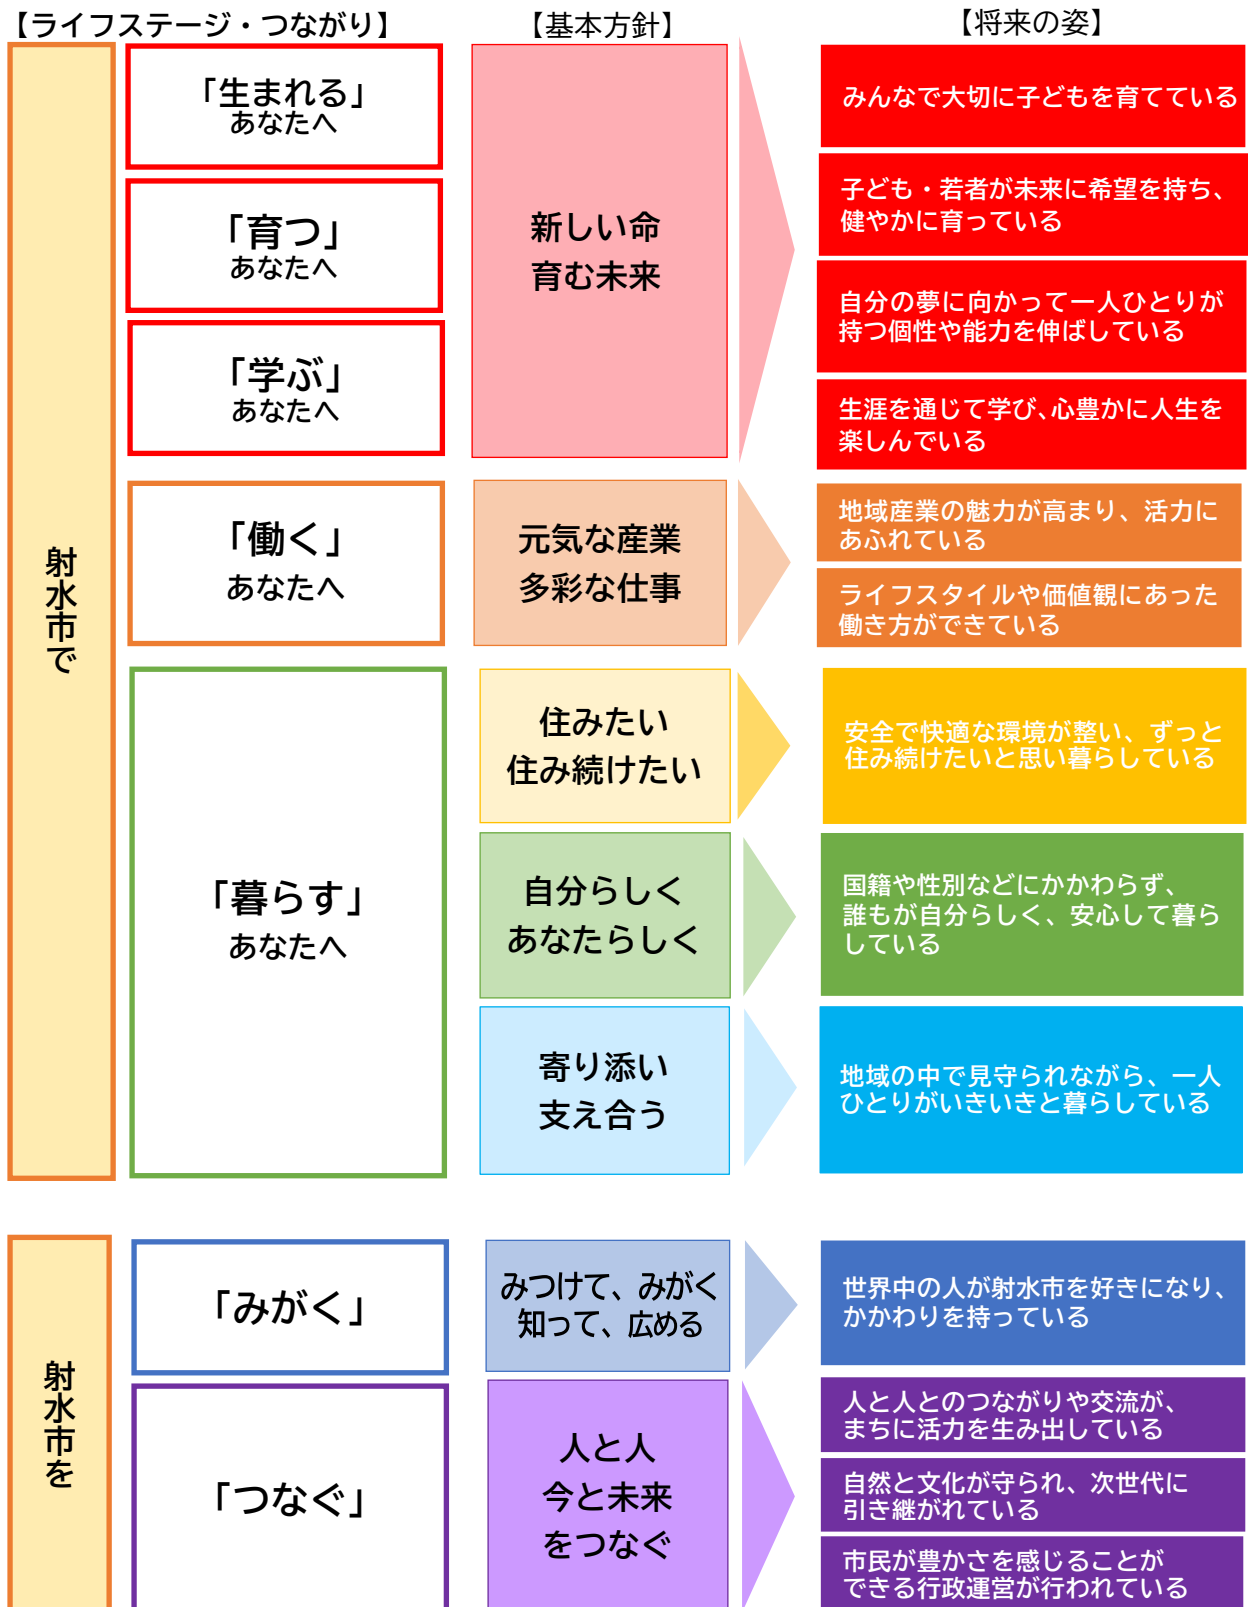 【ライフステージ・つながり】
【基本方針】
【将来の姿】
射水市で
「生まれる」
あなたへ
「育つ」
あなたへ
「学ぶ」
あなたへ
新しい命
育む未来
みんなで大切に子どもを育てている
子ども・若者が未来に希望を持ち、
健やかに育っている
自分の夢に向かって一人ひとりが
持つ個性や能力を伸ばしている
生涯を通じて学び、心豊かに人生を
楽しんでいる
「働く」
あなたへ
元気な産業
多彩な仕事
地域産業の魅力が高まり、活力に
あふれている
ライフスタイルや価値観にあった
働き方ができている
「暮らす」
あなたへ
住みたい
住み続けたい
安全で快適な環境が整い、ずっと
住み続けたいと思い暮らしている
自分らしく
あなたらしく
国籍や性別などにかかわらず、
誰もが自分らしく、安心して暮ら
している
寄り添い
支え合う
地域の中で見守られながら、一人
ひとりがいきいきと暮らしている
射水市を
「みがく」
みつけて、みがく
知って、広める
世界中の人が射水市を好きになり、
かかわりを持っている
「つなぐ」
人と人
今と未来
をつなぐ
人と人とのつながりや交流が、
まちに活力を生み出している
自然と文化が守られ、次世代に
引き継がれている
市民が豊かさを感じることが
できる行政運営が行われている